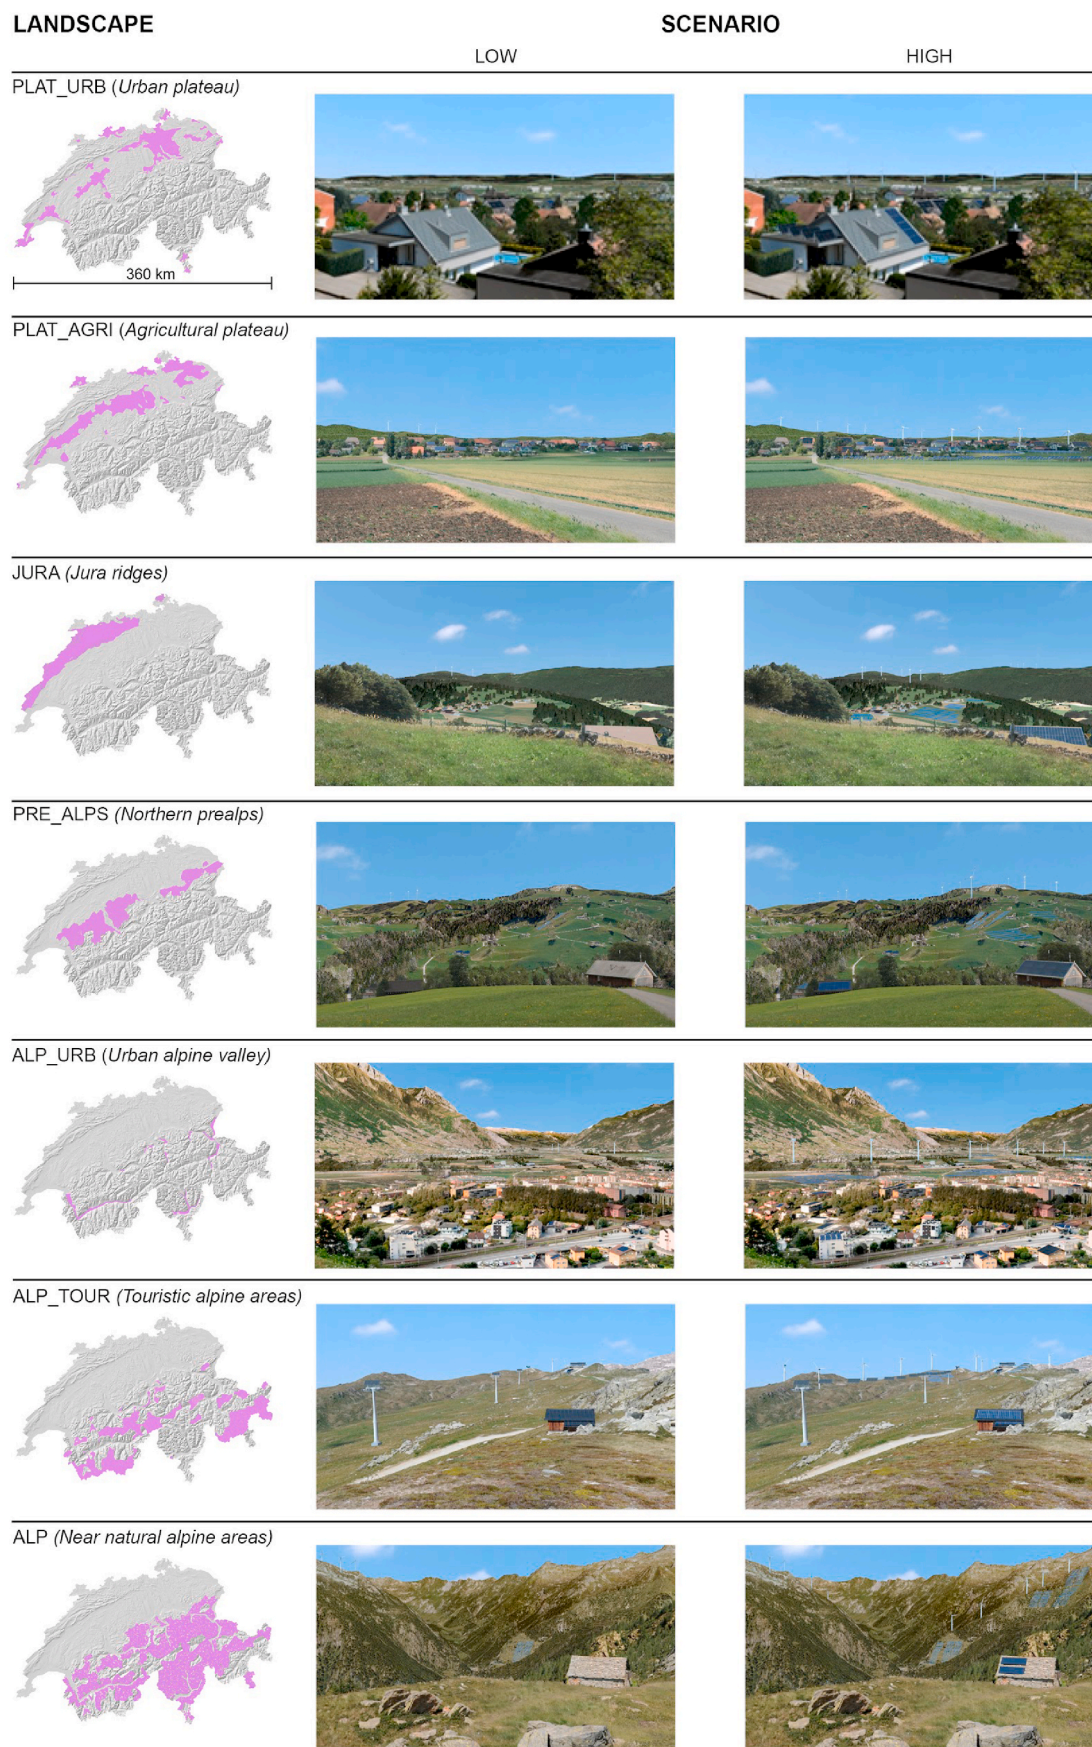 LANDSCAPE
SCENARIO
LOW
HIGH
PLAT_URB (Urban plateau)
360 km
PLAT_AGRI (Agricultural plateau)
JURA (Jura ridges)
PRE_ALPS (Northern prealps)
ALP_URB (Urban alpine valley)
ALP_TOUR (Touristic alpine areas)
ALP (Near natural alpine areas)